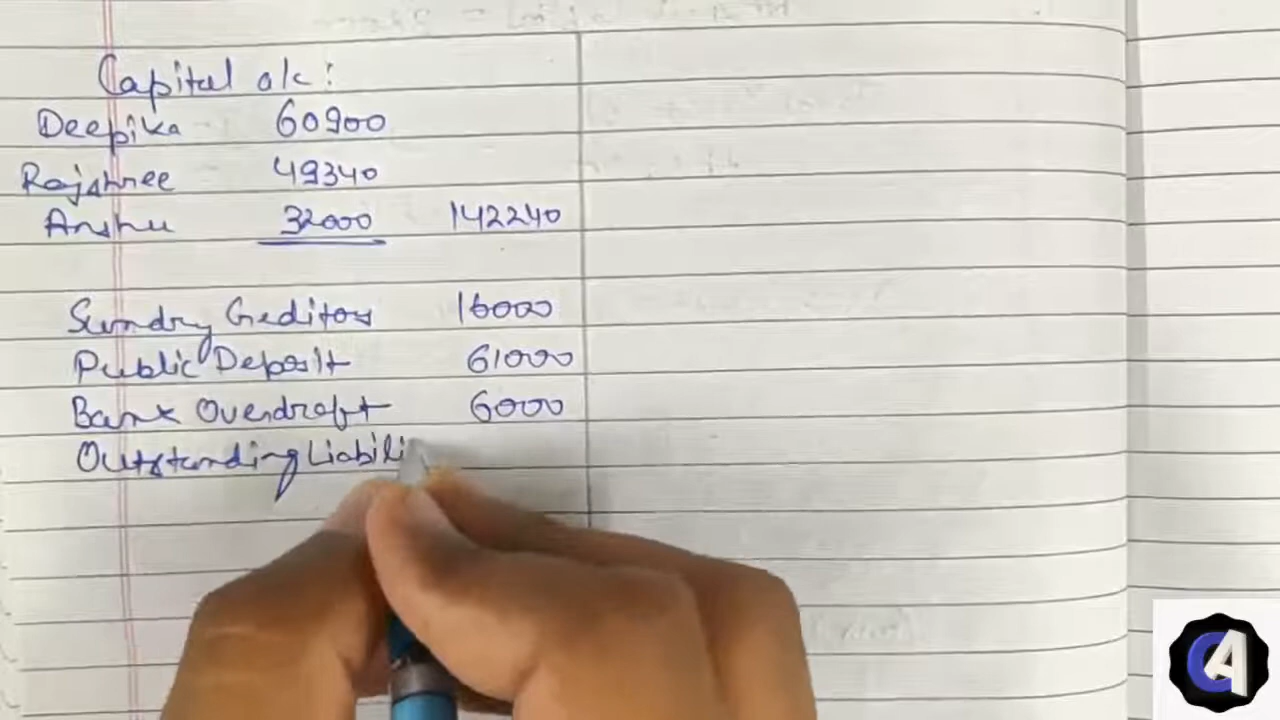 Capital a/c:
Deepika 60900
Rajshree 49340
Anshu 32000 142240
Sundry Creditors 16000
Public Deposit 61000
Bank Overdraft 6000
Outstanding Liabili
CA